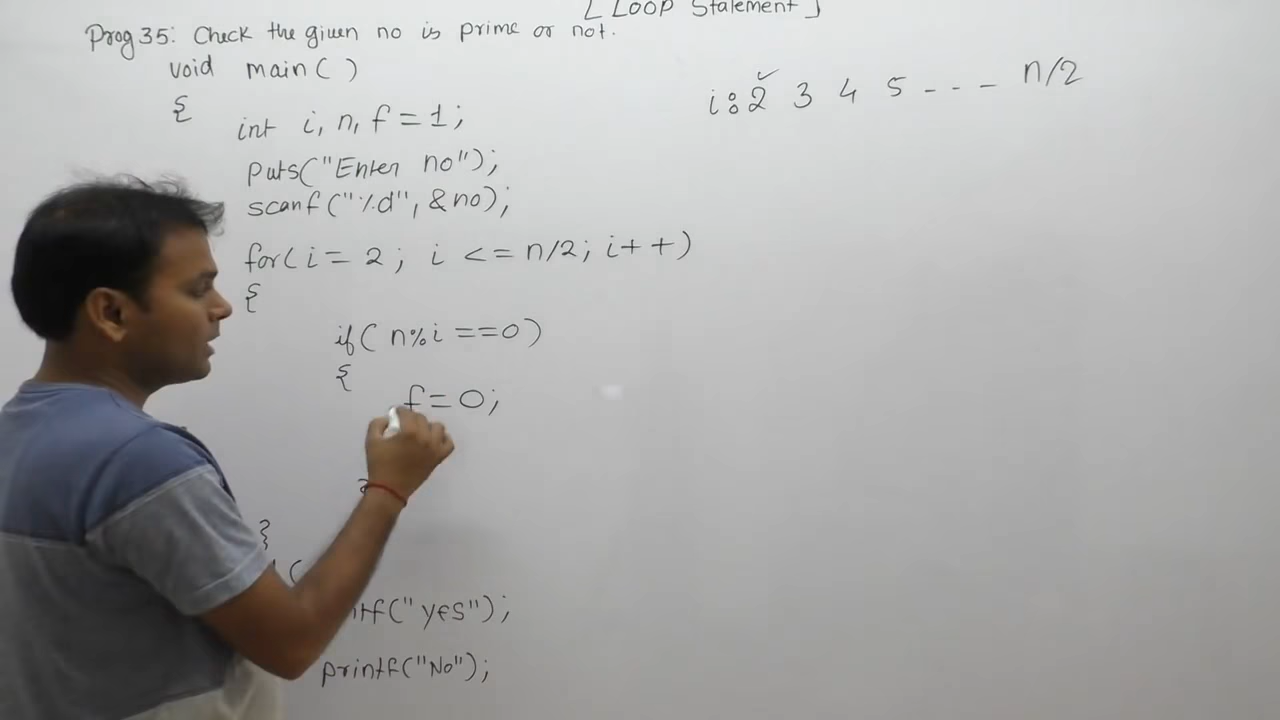 [ Loop Statement ]
Prog 35: Check the given no is prime or not.
void main( )
{
int i, n, f = 1;
puts("Enter no");
scanf("%d", &no);
for(i = 2; i <= n/2; i++)
{
if( n%i ==0)
{
f=0;
}
printf("yes");
printf("No");
i: 2 3 4 5 - - - n/2